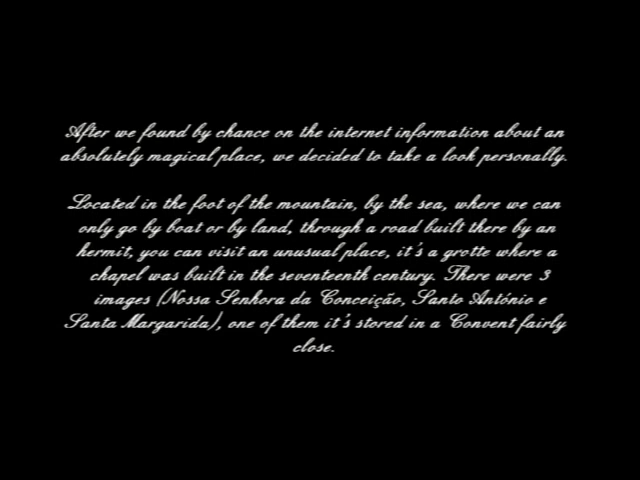 After we found by chance on the internet information about an
absolutely magical place, we decided to take a look personally.
Located in the foot of the mountain, by the sea, where we can
only go by boat or by land, through a road built there by an
hermit, you can visit an unusual place, it's a grotte where a
chapel was built in the seventeenth century. There were 3
images (Nossa Senhora da Conceição, Santo António e
Santa Margarida), one of them it's stored in a Convent fairly
close.